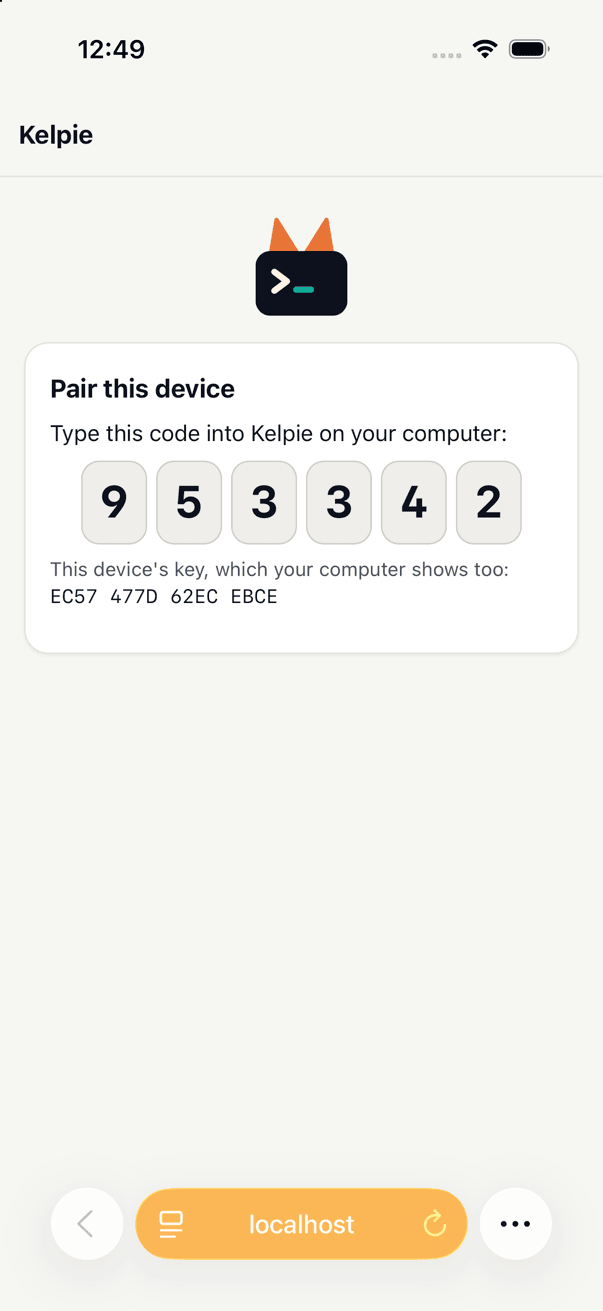 12:49
Kelpie
>_
Pair this device
Type this code into Kelpie on your computer:
9 5 3 3 4 2
This device's key, which your computer shows too:
EC57 477D 62EC EBCE
localhost